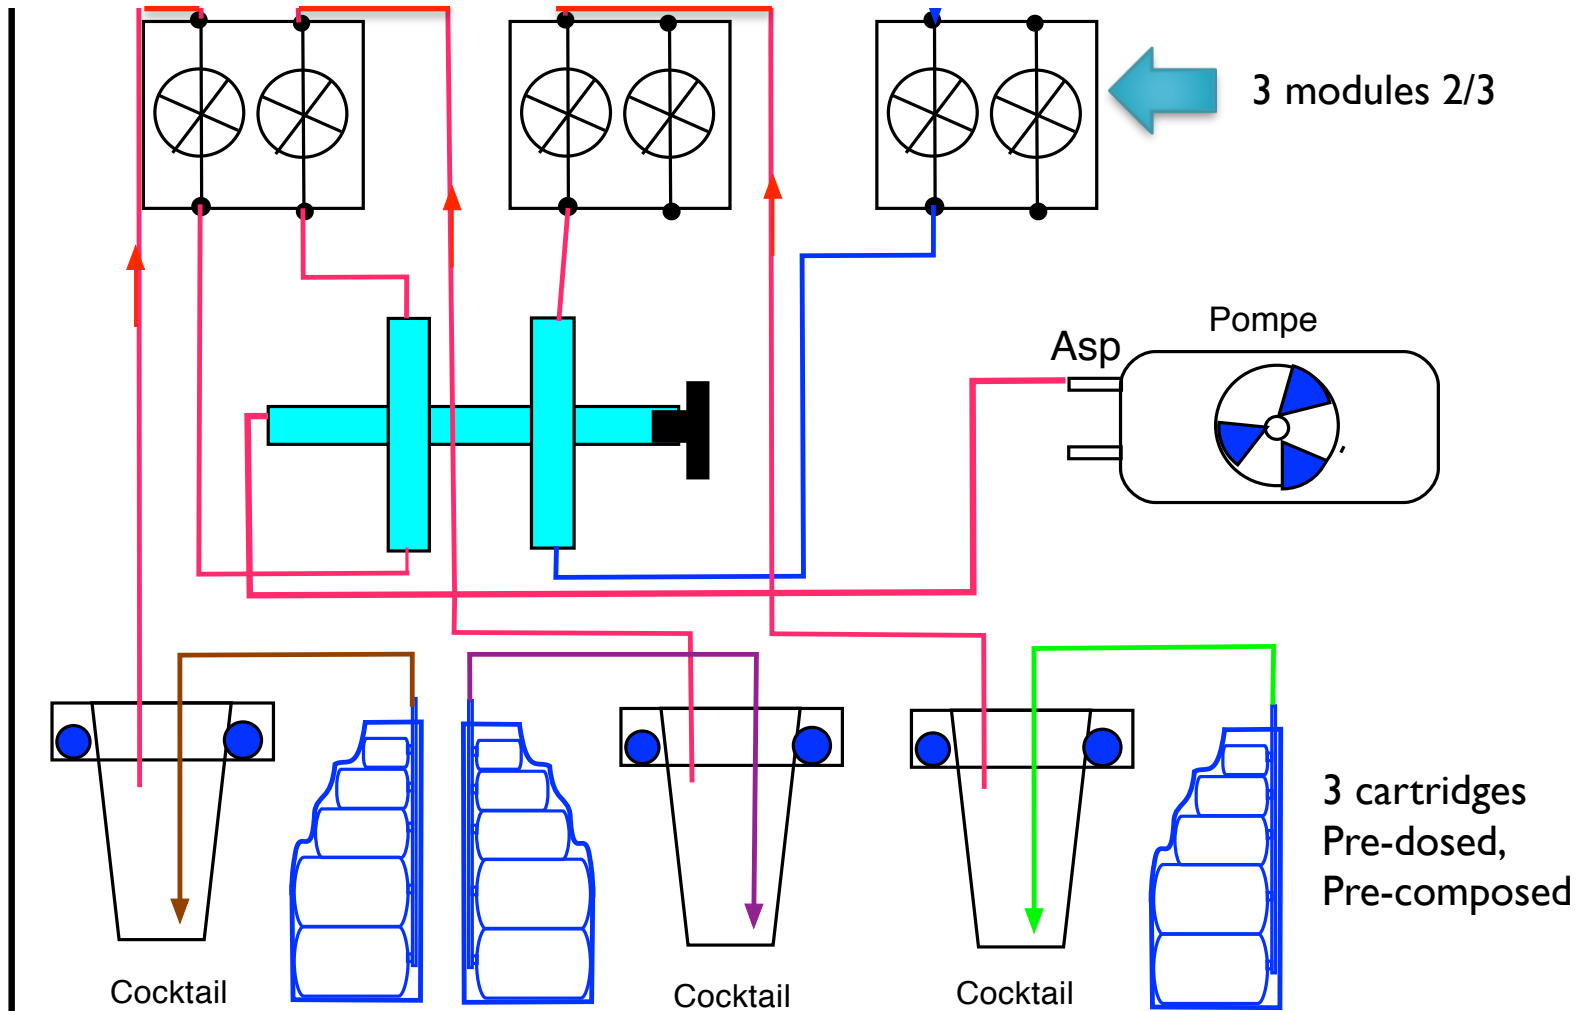 3 modules 2/3
Pompe
Asp
3 cartridges
Pre-dosed,
Pre-composed
Cocktail
Cocktail
Cocktail